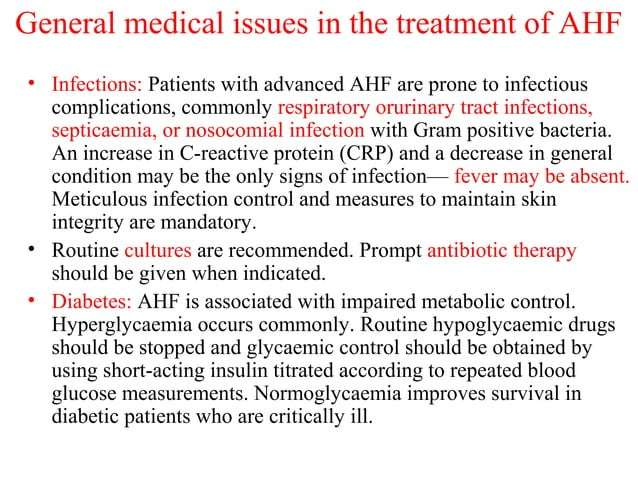 General medical issues in the treatment of AHF
• Infections: Patients with advanced AHF are prone to infectious
complications, commonly respiratory orurinary tract infections,
septicaemia, or nosocomial infection with Gram positive bacteria.
An increase in C-reactive protein (CRP) and a decrease in general
condition may be the only signs of infection— fever may be absent.
Meticulous infection control and measures to maintain skin
integrity are mandatory.
• Routine cultures are recommended. Prompt antibiotic therapy
should be given when indicated.
• Diabetes: AHF is associated with impaired metabolic control.
Hyperglycaemia occurs commonly. Routine hypoglycaemic drugs
should be stopped and glycaemic control should be obtained by
using short-acting insulin titrated according to repeated blood
glucose measurements. Normoglycaemia improves survival in
diabetic patients who are critically ill.